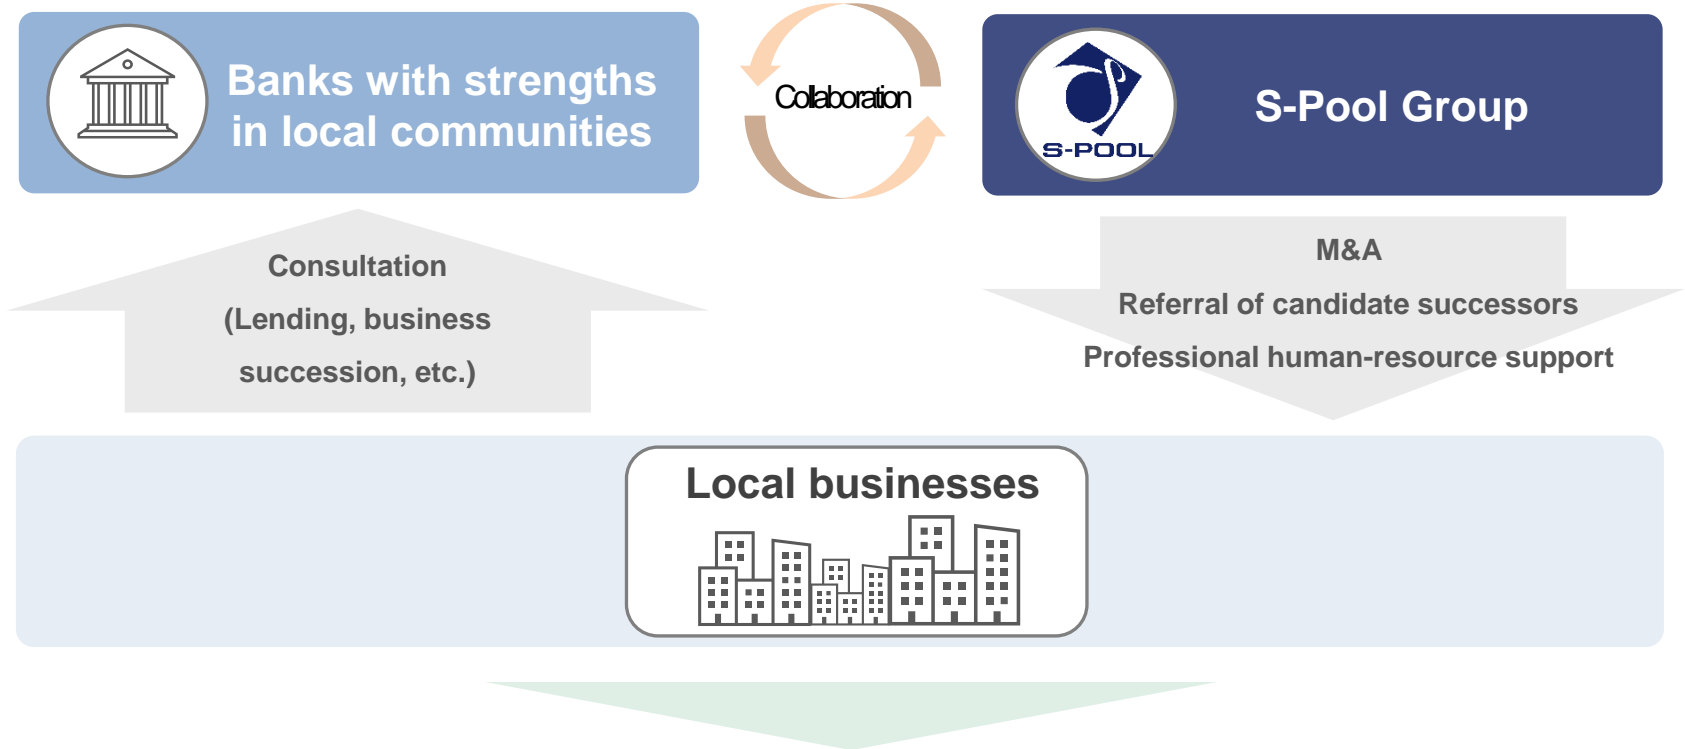 Banks with strengths
in local communities
Collaboration
S-POOL
S-Pool Group
Consultation
(Lending, business
succession, etc.)
M&A
Referral of candidate successors
Professional human-resource support
Local businesses